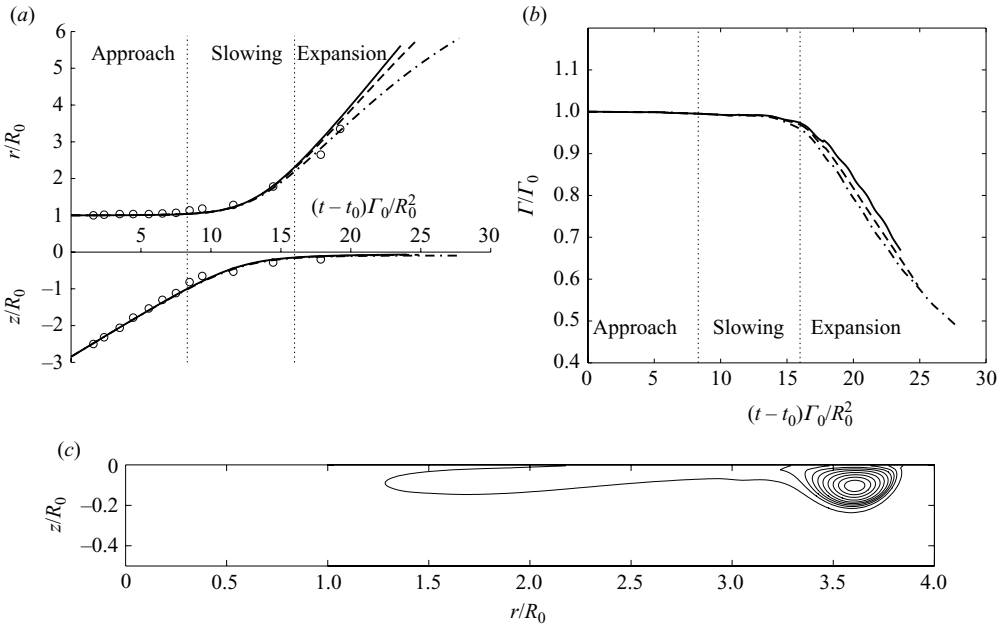 (a)
6
5
4
3
2
1
0
r/R₀
Approach Slowing Expansion
(t – t₀)Γ₀/R₀²
5 10 15 20 25 30
0
–1
–2
–3
z/R₀
(b)
1.1
1.0
0.9
0.8
0.7
0.6
0.5
0.4
Γ/Γ₀
Approach Slowing Expansion
0 5 10 15 20 25 30
(t – t₀)Γ₀/R₀²
(c)
0
–0.2
–0.4
z/R₀
0 0.5 1.0 1.5 2.0 2.5 3.0 3.5 4.0
r/R₀